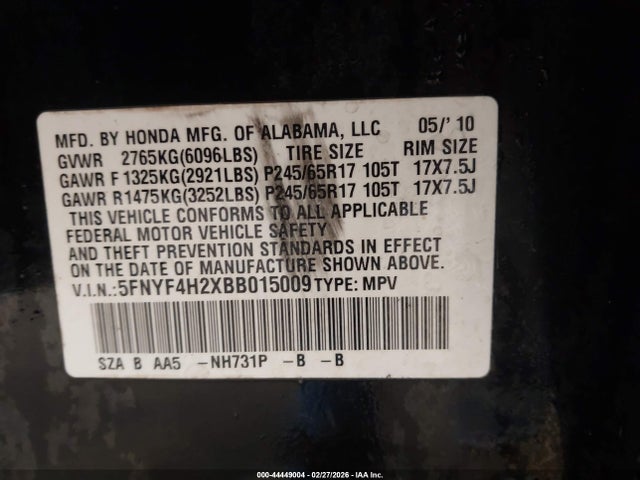 MFD. BY HONDA MFG. OF ALABAMA, LLC 05/' 10
GVWR 2765KG(6096LBS) TIRE SIZE RIM SIZE
GAWR F 1325KG(2921LBS) P245/65R17 105T 17X7.5J
GAWR R1475KG(3252LBS) P245/65R17 105T 17X7.5J
THIS VEHICLE CONFORMS TO ALL APPLICABLE
FEDERAL MOTOR VEHICLE SAFETY
AND THEFT PREVENTION STANDARDS IN EFFECT
ON THE DATE OF MANUFACTURE SHOWN ABOVE.
V.I.N.:5FNYF4H2XBB015009 TYPE: MPV
SZA B AA5 -NH731P -B -B
000-44449004 - 02/27/2026 - IAA Inc.